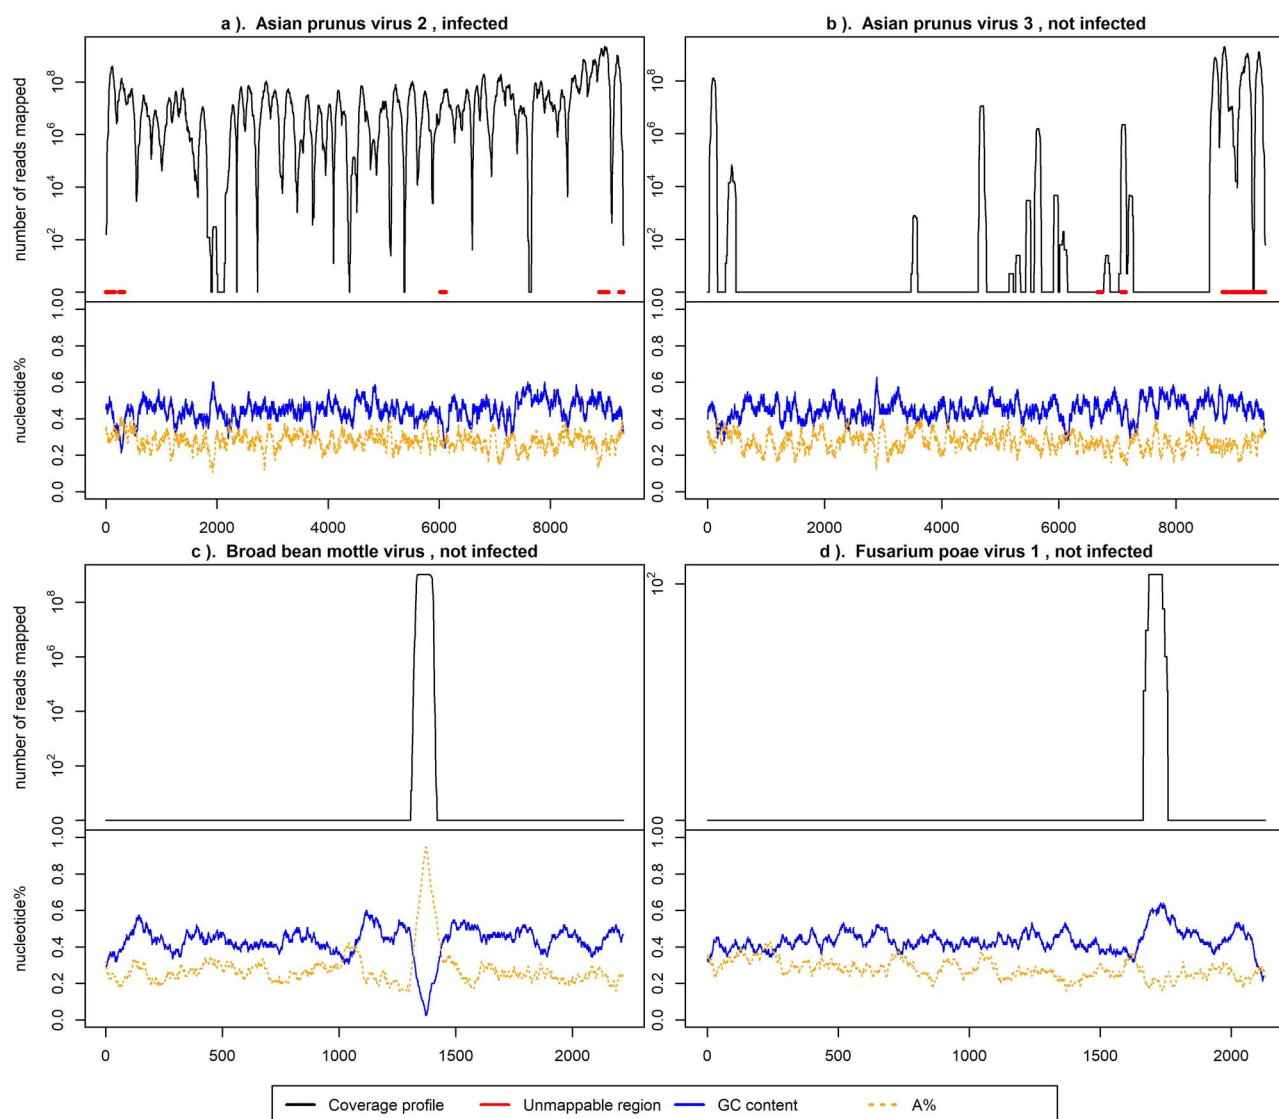 a ).  Asian prunus virus 2 , infected
b ).  Asian prunus virus 3 , not infected
number of reads mapped
1 10^2 10^4 10^6 10^8
1 10^2 10^4 10^6 10^8
nucleotide%
0.0 0.2 0.4 0.6 0.8 1.00
0.0 0.2 0.4 0.6 0.8 1.00
0 2000 4000 6000 8000
0 2000 4000 6000 8000
c ).  Broad bean mottle virus , not infected
d ).  Fusarium poae virus 1 , not infected
number of reads mapped
10^2 10^4 10^6 10^8
10^2
nucleotide%
0.0 0.2 0.4 0.6 0.8 1.00
0.0 0.2 0.4 0.6 0.8 1.00
0 500 1000 1500 2000
0 500 1000 1500 2000
Coverage profile Unmappable region GC content A%